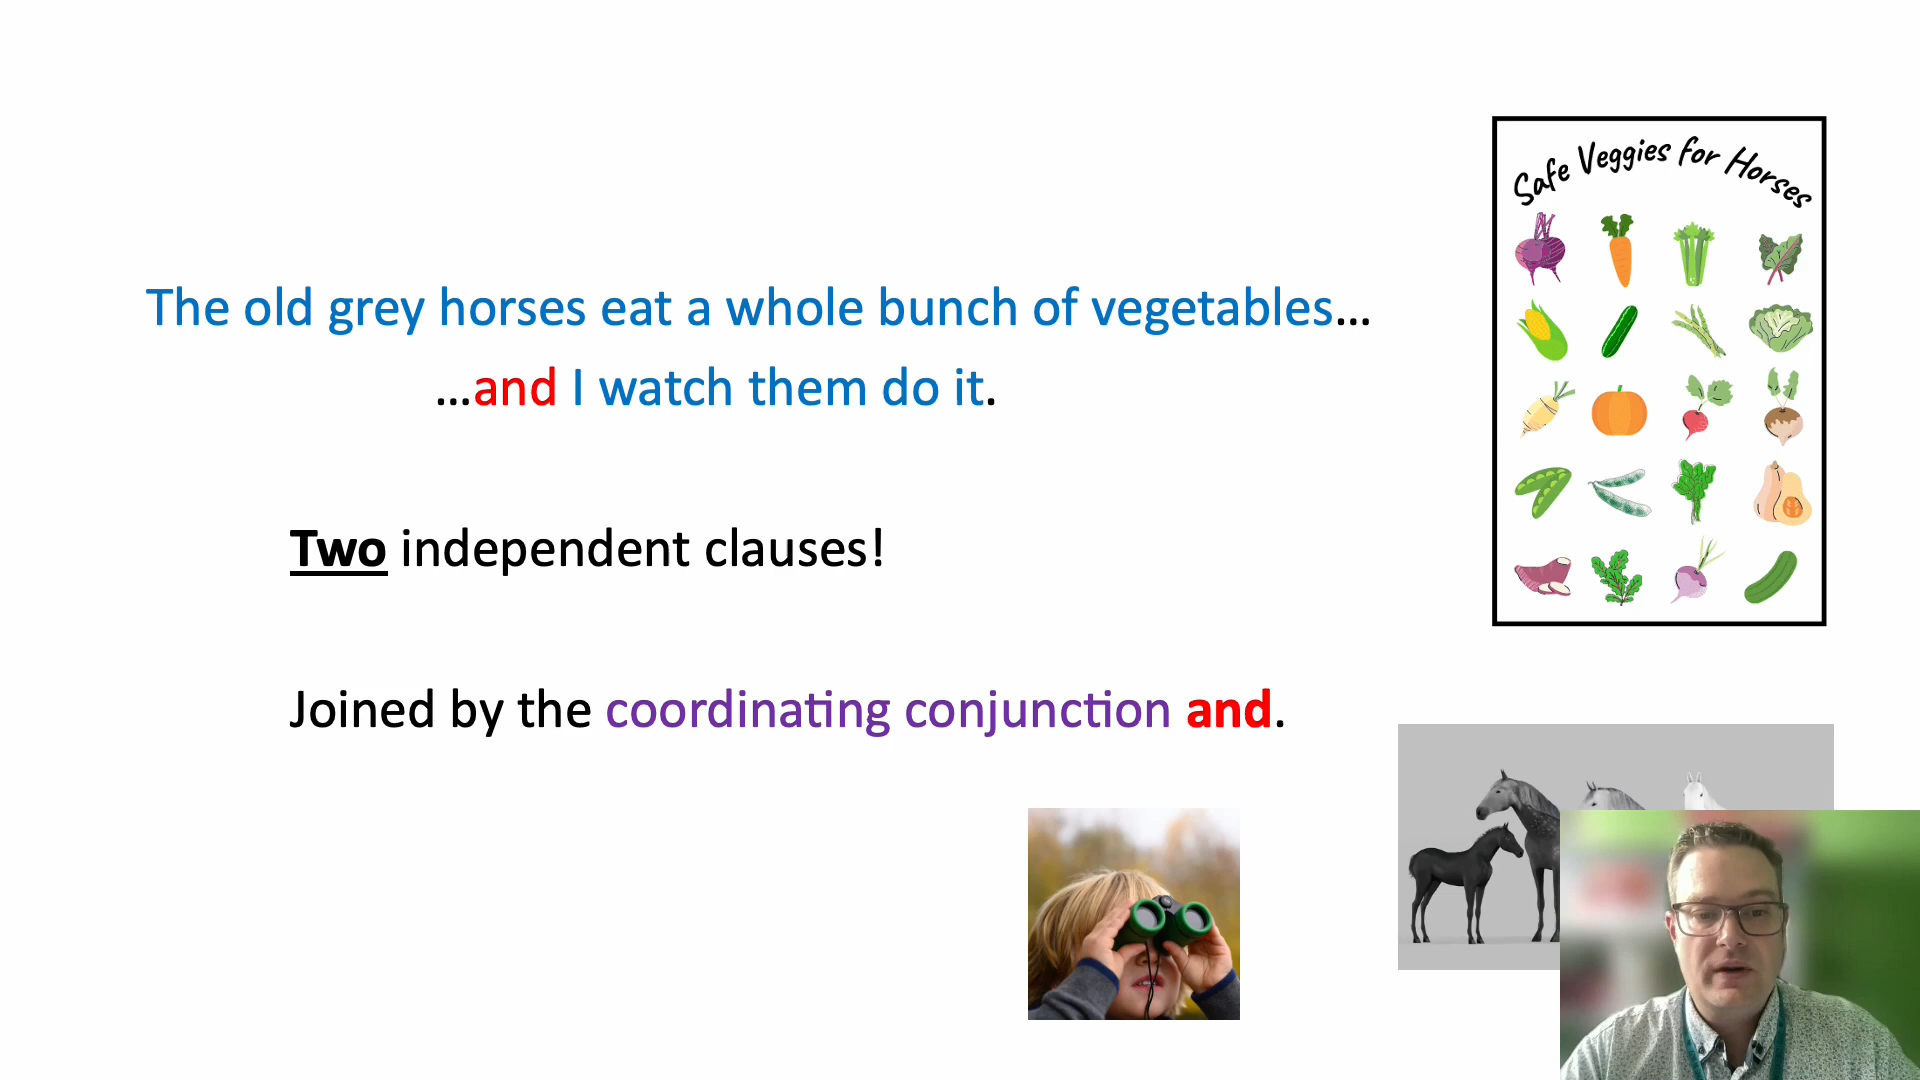 Safe Veggies for Horses
The old grey horses eat a whole bunch of vegetables...
...and I watch them do it.
Two independent clauses!
Joined by the coordinating conjunction and.